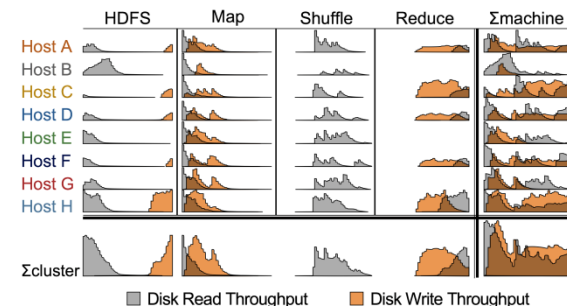 HDFS Map Shuffle Reduce Σmachine
Host A
Host B
Host C
Host D
Host E
Host F
Host G
Host H
Σcluster
Disk Read Throughput Disk Write Throughput